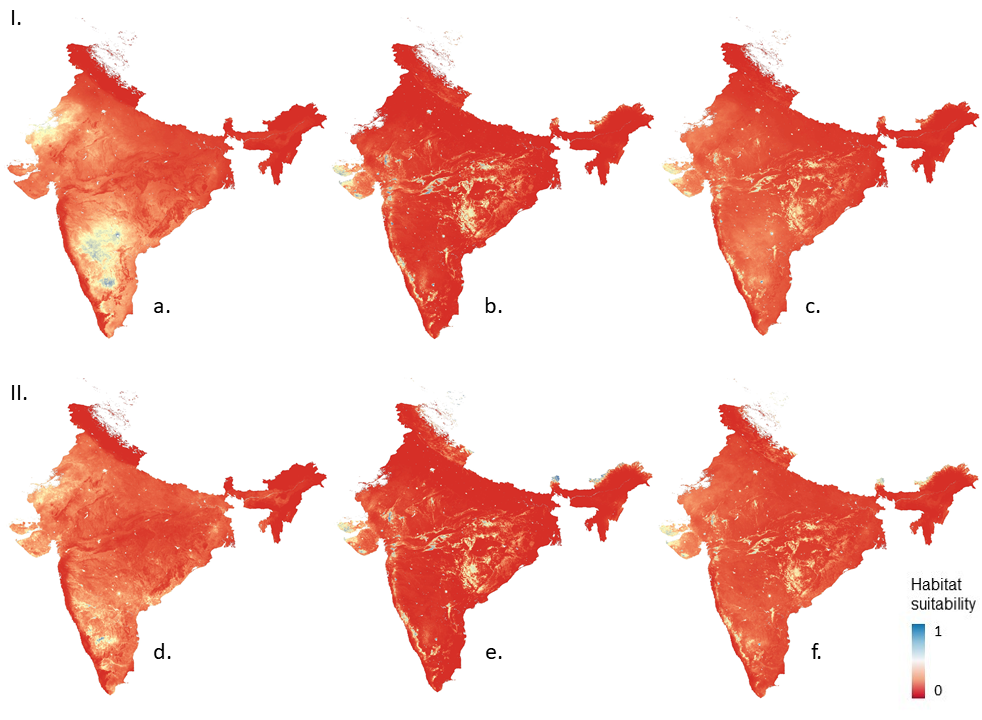 I.
a.
b.
c.
II.
d.
e.
f.
Habitat
suitability
1
0